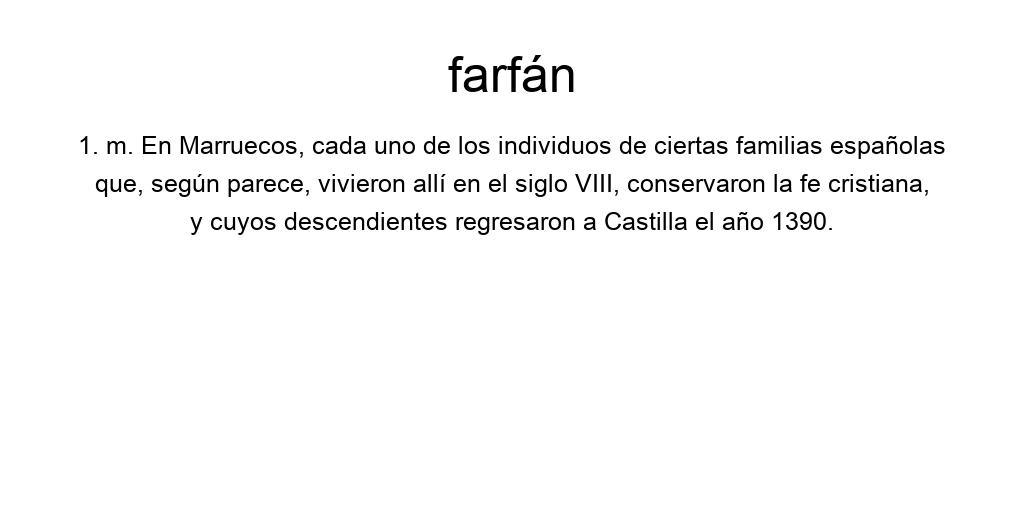 farfán
1. m. En Marruecos, cada uno de los individuos de ciertas familias españolas
que, según parece, vivieron allí en el siglo VIII, conservaron la fe cristiana,
y cuyos descendientes regresaron a Castilla el año 1390.